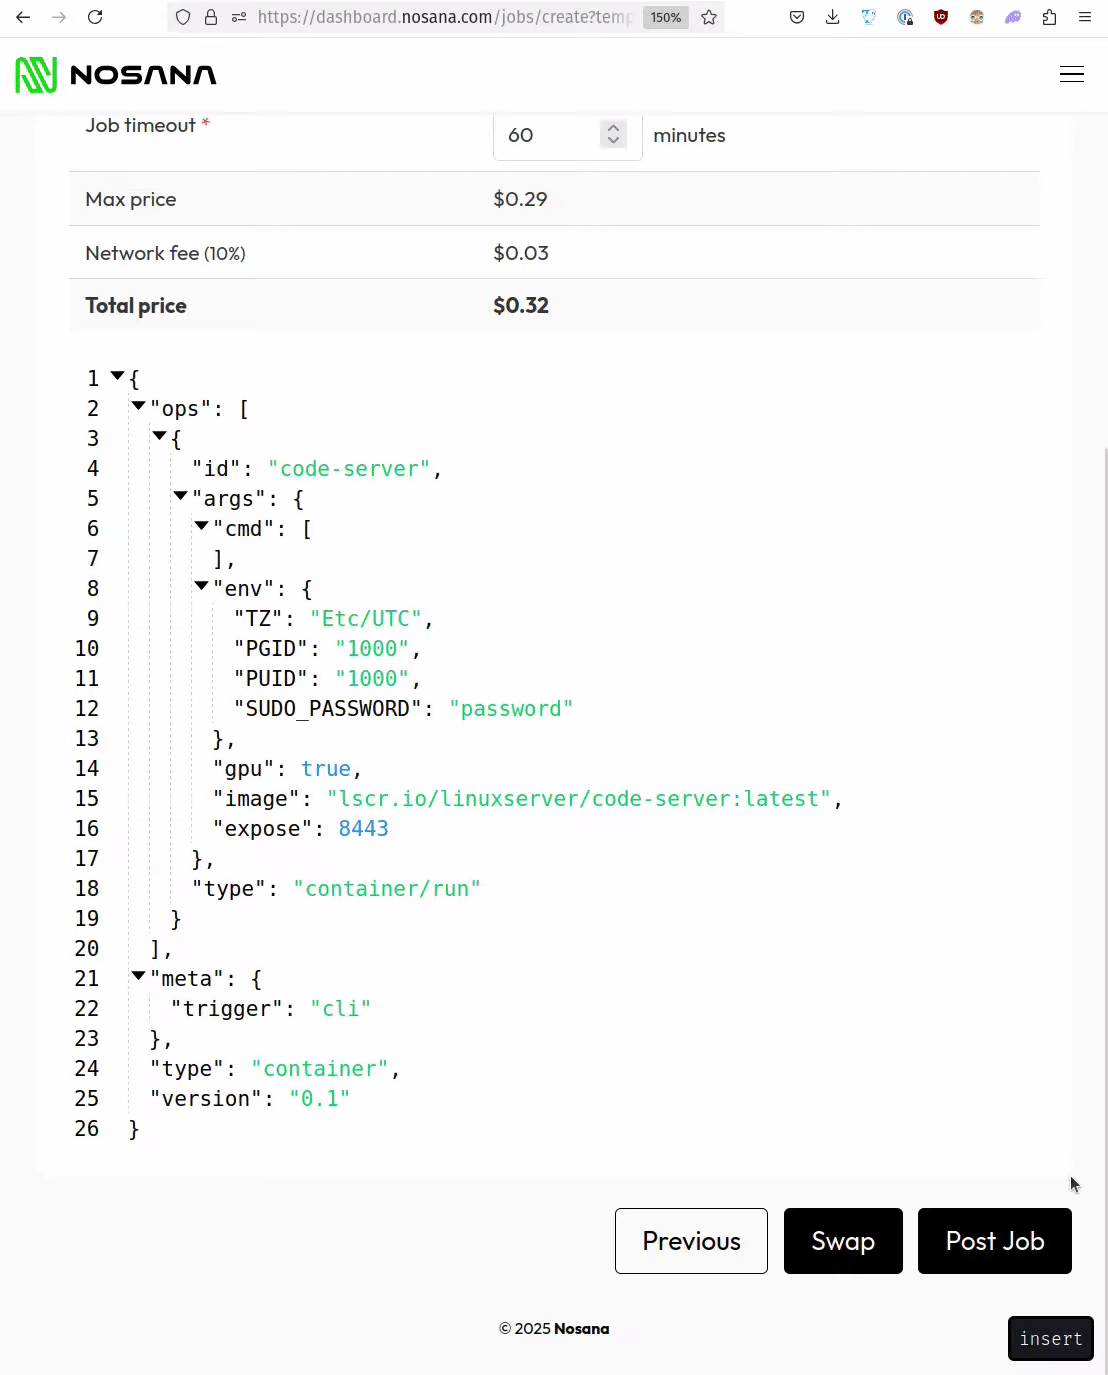 https://dashboard.nosana.com/jobs/create?temp 150%
NOSANA
Job timeout * 60 minutes
Max price $0.29
Network fee (10%) $0.03
Total price $0.32
1 {
2 "ops": [
3 {
4 "id": "code-server",
5 "args": {
6 "cmd": [
7 ],
8 "env": {
9 "TZ": "Etc/UTC",
10 "PGID": "1000",
11 "PUID": "1000",
12 "SUDO_PASSWORD": "password"
13 },
14 "gpu": true,
15 "image": "lscr.io/linuxserver/code-server:latest",
16 "expose": 8443
17 },
18 "type": "container/run"
19 }
20 ],
21 "meta": {
22 "trigger": "cli"
23 },
24 "type": "container",
25 "version": "0.1"
26 }
Previous Swap Post Job
© 2025 Nosana
insert